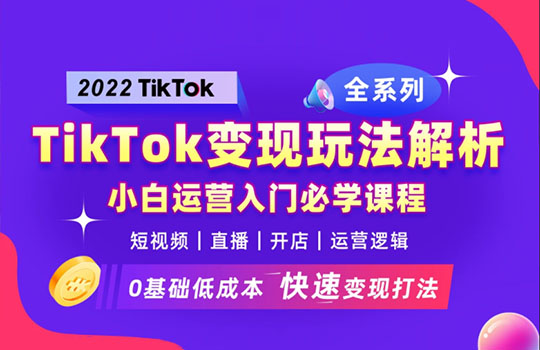 2022 TikTok
全系列
TikTok变现玩法解析
小白运营入门必学课程
短视频 | 直播 | 开店 | 运营逻辑
0基础低成本 快速变现打法